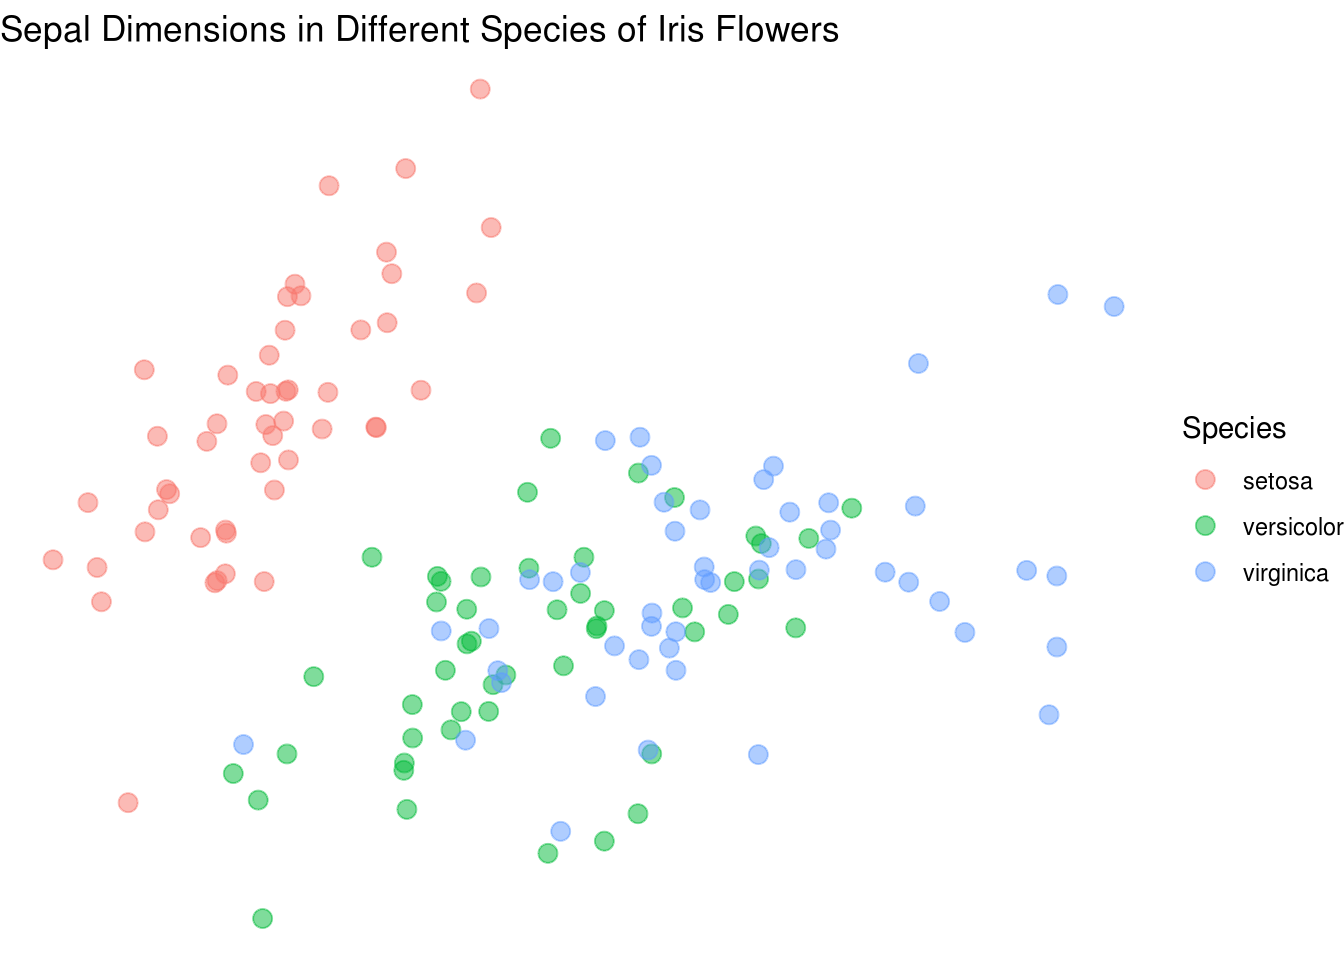 Sepal Dimensions in Different Species of Iris Flowers
Species
setosa
versicolor
virginica